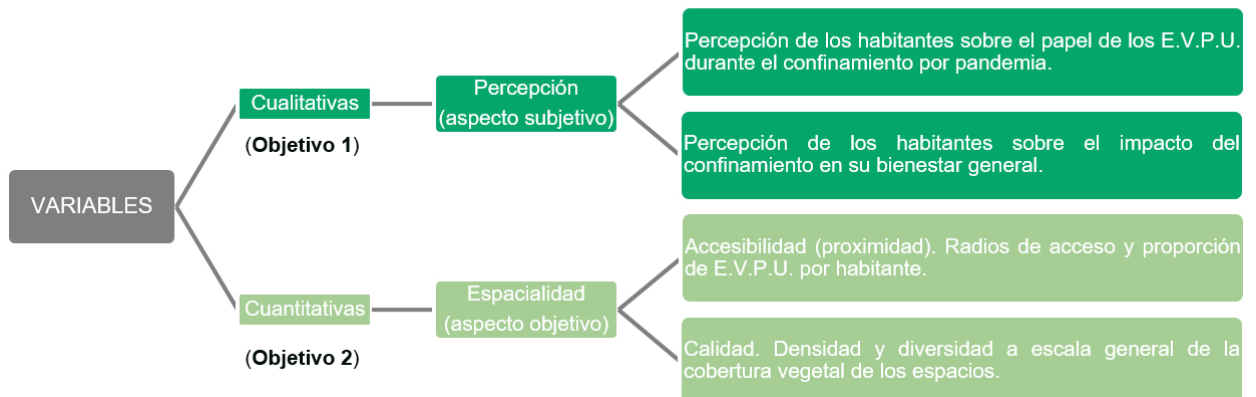 VARIABLES
Cualitativas
(Objetivo 1)
Percepción
(aspecto subjetivo)
Percepción de los habitantes sobre el papel de los E.V.P.U.
durante el confinamiento por pandemia.
Percepción de los habitantes sobre el impacto del
confinamiento en su bienestar general.
Cuantitativas
(Objetivo 2)
Espacialidad
(aspecto objetivo)
Accesibilidad (proximidad). Radios de acceso y proporción
de E.V.P.U. por habitante.
Calidad. Densidad y diversidad a escala general de la
cobertura vegetal de los espacios.